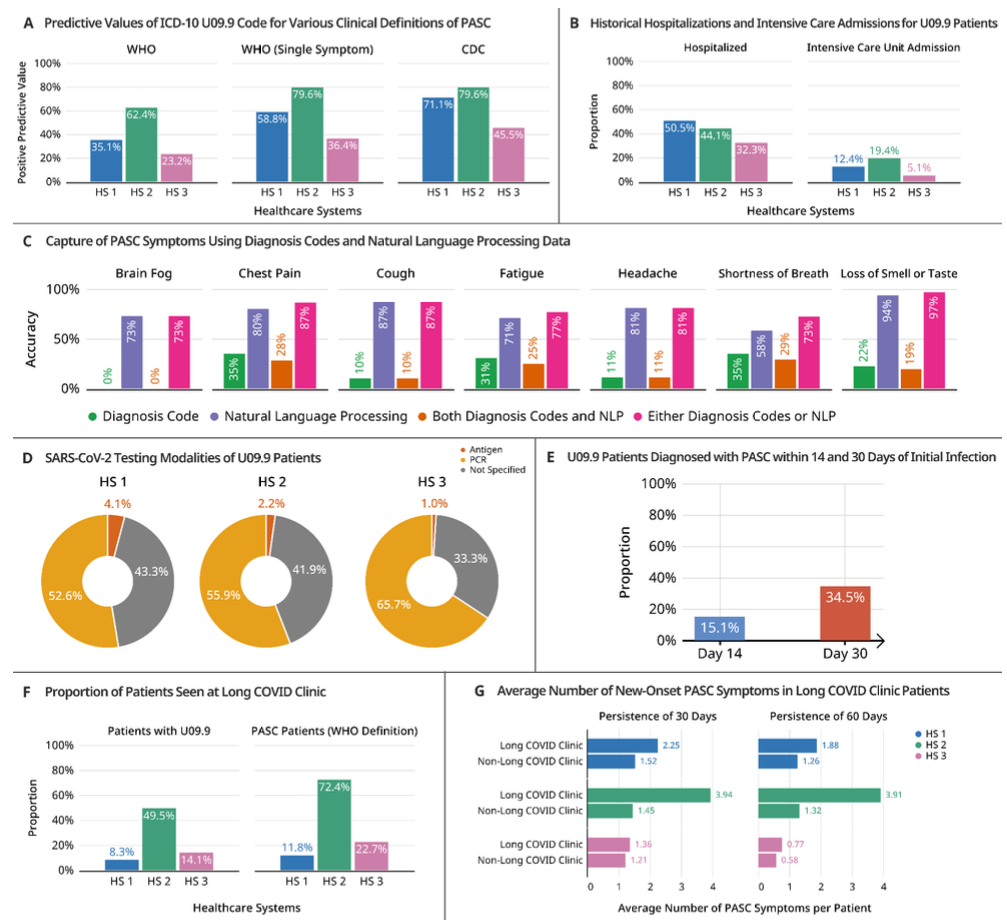 A Predictive Values of ICD-10 U09.9 Code for Various Clinical Definitions of PASC
WHO
WHO (Single Symptom)
CDC
Positive Predictive Value
100%
80%
60%
40%
20%
0%
35.1%
62.4%
23.2%
58.8%
79.6%
36.4%
71.1%
79.6%
45.5%
HS 1 HS 2 HS 3
HS 1 HS 2 HS 3
HS 1 HS 2 HS 3
Healthcare Systems
B Historical Hospitalizations and Intensive Care Admissions for U09.9 Patients
Hospitalized
Intensive Care Unit Admission
Proportion
100%
80%
60%
40%
20%
0%
50.5%
44.1%
32.3%
12.4%
19.4%
5.1%
HS 1 HS 2 HS 3
HS 1 HS 2 HS 3
Healthcare Systems
C Capture of PASC Symptoms Using Diagnosis Codes and Natural Language Processing Data
Brain Fog
Chest Pain
Cough
Fatigue
Headache
Shortness of Breath
Loss of Smell or Taste
Accuracy
100%
50%
0%
0%
73%
0%
73%
35%
80%
28%
87%
10%
87%
10%
87%
31%
71%
25%
77%
11%
81%
11%
81%
35%
58%
29%
73%
22%
94%
19%
97%
Diagnosis Code
Natural Language Processing
Both Diagnosis Codes and NLP
Either Diagnosis Codes or NLP
D SARS-CoV-2 Testing Modalities of U09.9 Patients
Antigen
PCR
Not Specified
HS 1
4.1%
43.3%
52.6%
HS 2
2.2%
41.9%
55.9%
HS 3
1.0%
33.3%
65.7%
E U09.9 Patients Diagnosed with PASC within 14 and 30 Days of Initial Infection
Proportion
100%
80%
60%
40%
20%
0%
15.1%
34.5%
Day 14
Day 30
F Proportion of Patients Seen at Long COVID Clinic
Patients with U09.9
PASC Patients (WHO Definition)
Proportion
100%
80%
60%
40%
20%
0%
8.3%
49.5%
14.1%
11.8%
72.4%
22.7%
HS 1 HS 2 HS 3
HS 1 HS 2 HS 3
Healthcare Systems
G Average Number of New-Onset PASC Symptoms in Long COVID Clinic Patients
Persistence of 30 Days
Persistence of 60 Days
HS 1
HS 2
HS 3
Long COVID Clinic 2.25 1.88
Non-Long COVID Clinic 1.52 1.26
Long COVID Clinic 3.94 3.91
Non-Long COVID Clinic 1.45 1.32
Long COVID Clinic 1.36 0.77
Non-Long COVID Clinic 1.21 0.58
0 1 2 3 4
0 1 2 3 4
Average Number of PASC Symptoms per Patient